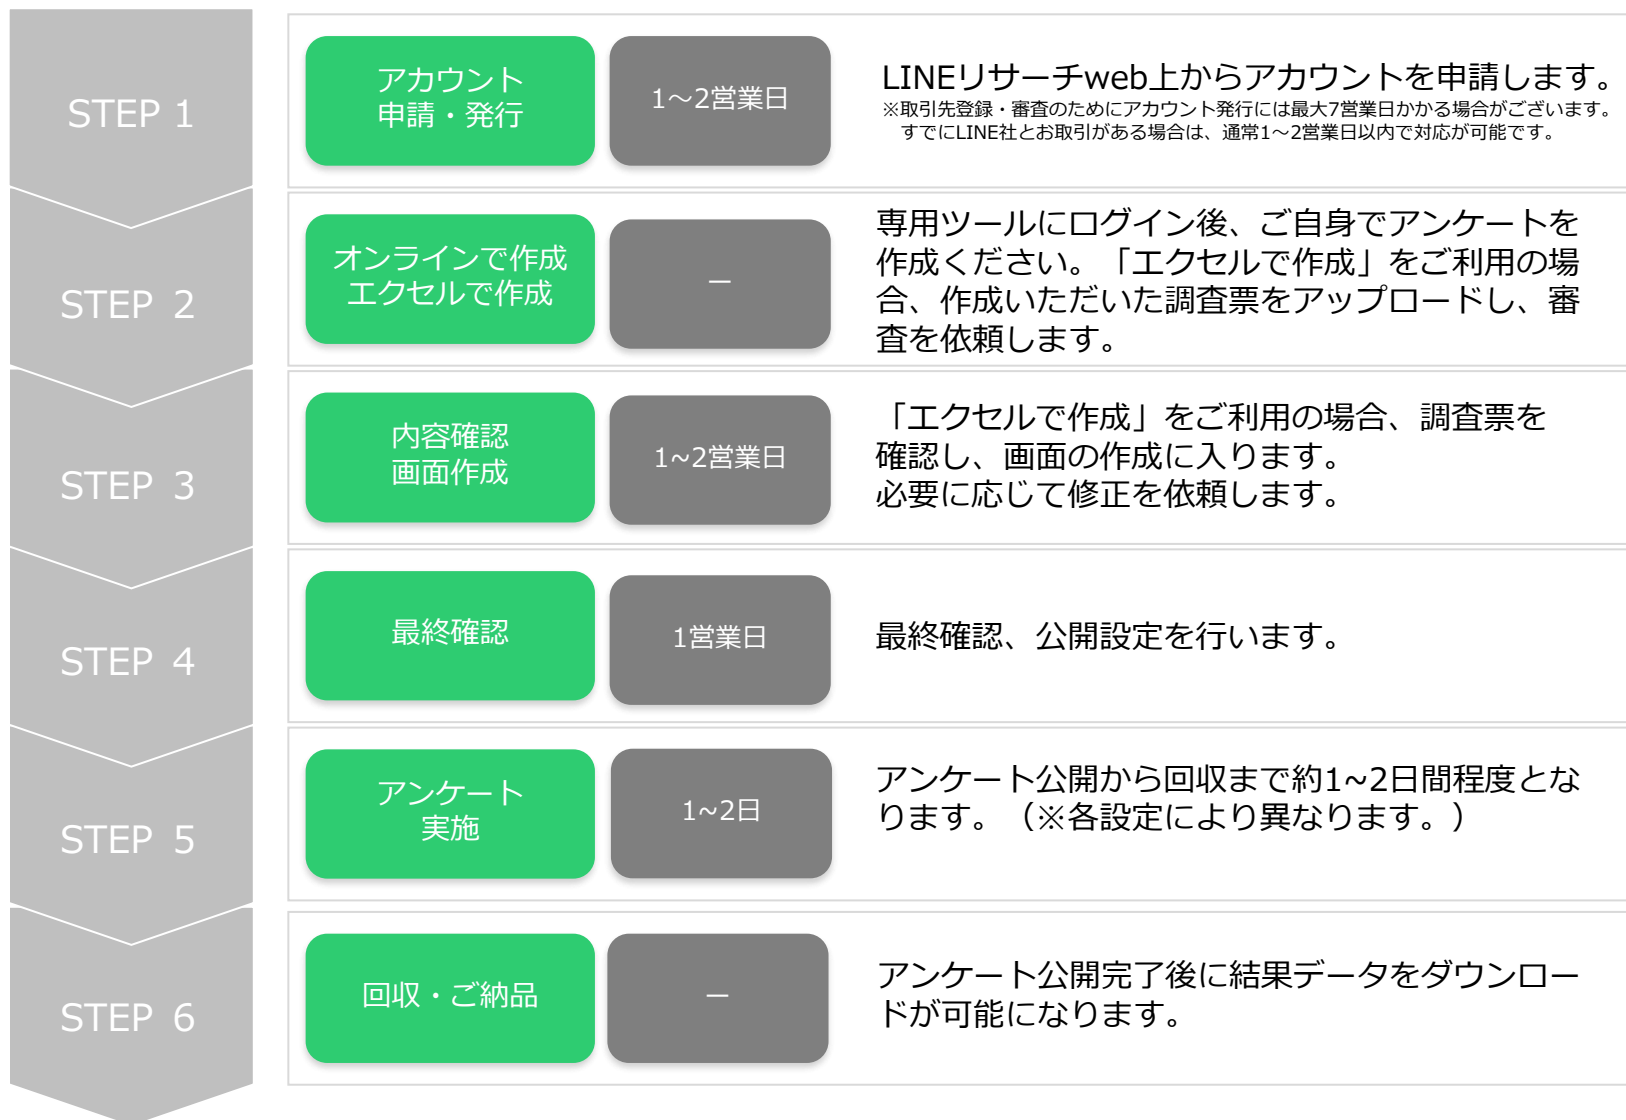 STEP 1
アカウント
申請・発行
1～2営業日
LINEリサーチweb上からアカウントを申請します。
※取引先登録・審査のためにアカウント発行には最大7営業日かかる場合がございます。
すでにLINE社とお取引がある場合は、通常1～2営業日以内で対応が可能です。
STEP 2
オンラインで作成
エクセルで作成
ー
専用ツールにログイン後、ご自身でアンケートを
作成ください。「エクセルで作成」をご利用の場
合、作成いただいた調査票をアップロードし、審
査を依頼します。
STEP 3
内容確認
画面作成
1~2営業日
「エクセルで作成」をご利用の場合、調査票を
確認し、画面の作成に入ります。
必要に応じて修正を依頼します。
STEP 4
最終確認
1営業日
最終確認、公開設定を行います。
STEP 5
アンケート
実施
1~2日
アンケート公開から回収まで約1~2日間程度とな
ります。（※各設定により異なります。）
STEP 6
回収・ご納品
ー
アンケート公開完了後に結果データをダウンロー
ドが可能になります。